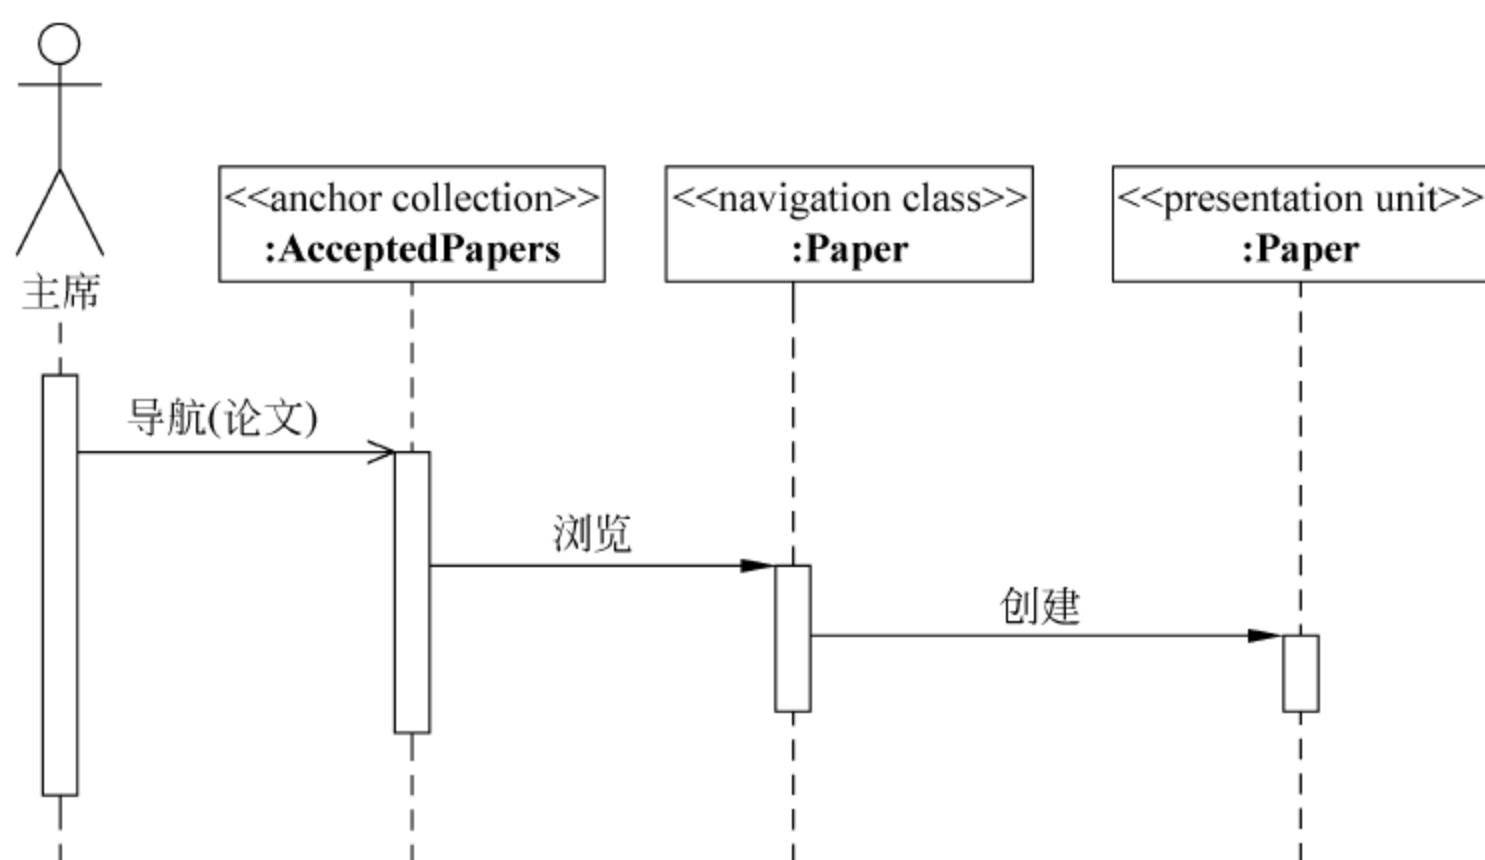 <<anchor collection>>
:AcceptedPapers
<<navigation class>>
:Paper
<<presentation unit>>
:Paper
主席
导航(论文)
浏览
创建